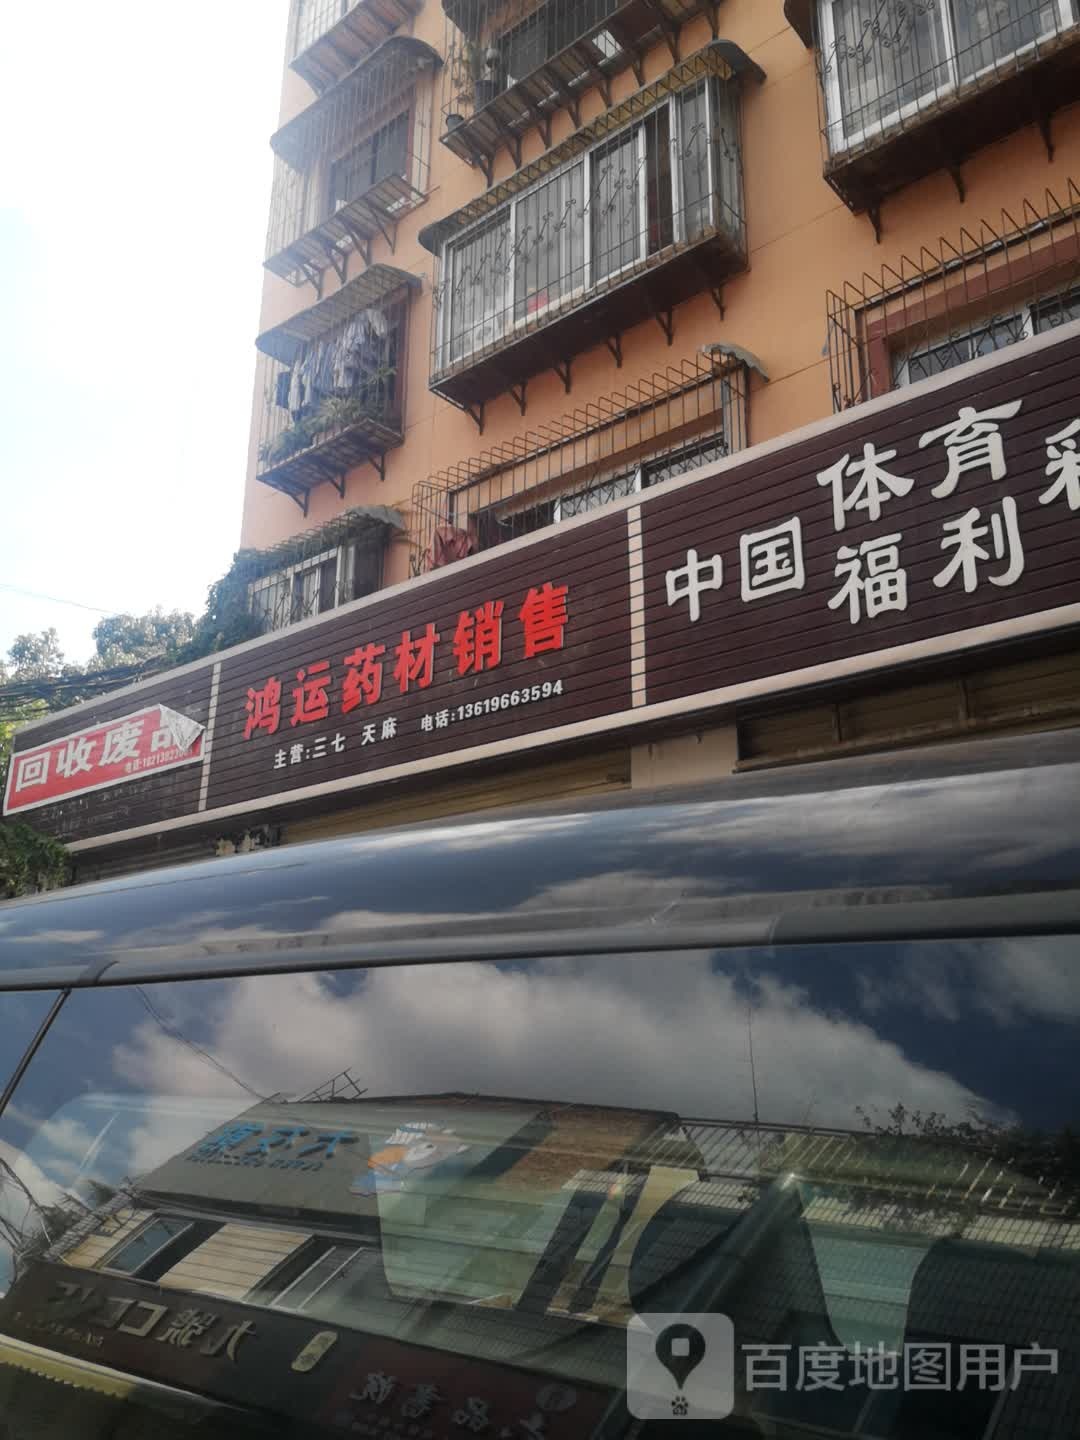 回收废品
鸿运药材销售
主营:三七 天麻 电话:13619663594
中国
体育
福利
彩
百度地图用户